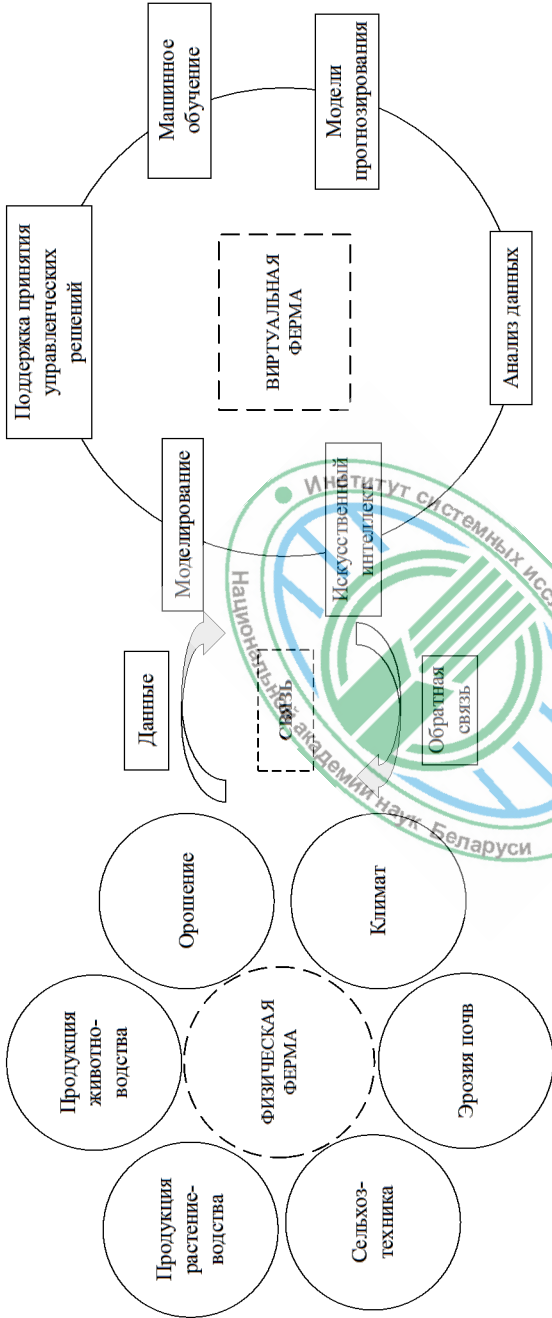 Продукция
растение-
водства
Продукция
животно-
водства
Орошение
ФИЗИЧЕСКАЯ
ФЕРМА
Сельхоз-
техника
Эрозия почв
Климат
Данные
СВЯЗЬ
Обратная
связь
Поддержка принятия
управленческих
решений
Моделирование
Машинное
обучение
ВИРТУАЛЬНАЯ
ФЕРМА
Искусственный
интеллект
Модели
прогнозирования
Анализ данных
Институт системных
Национальной академии наук Беларуси